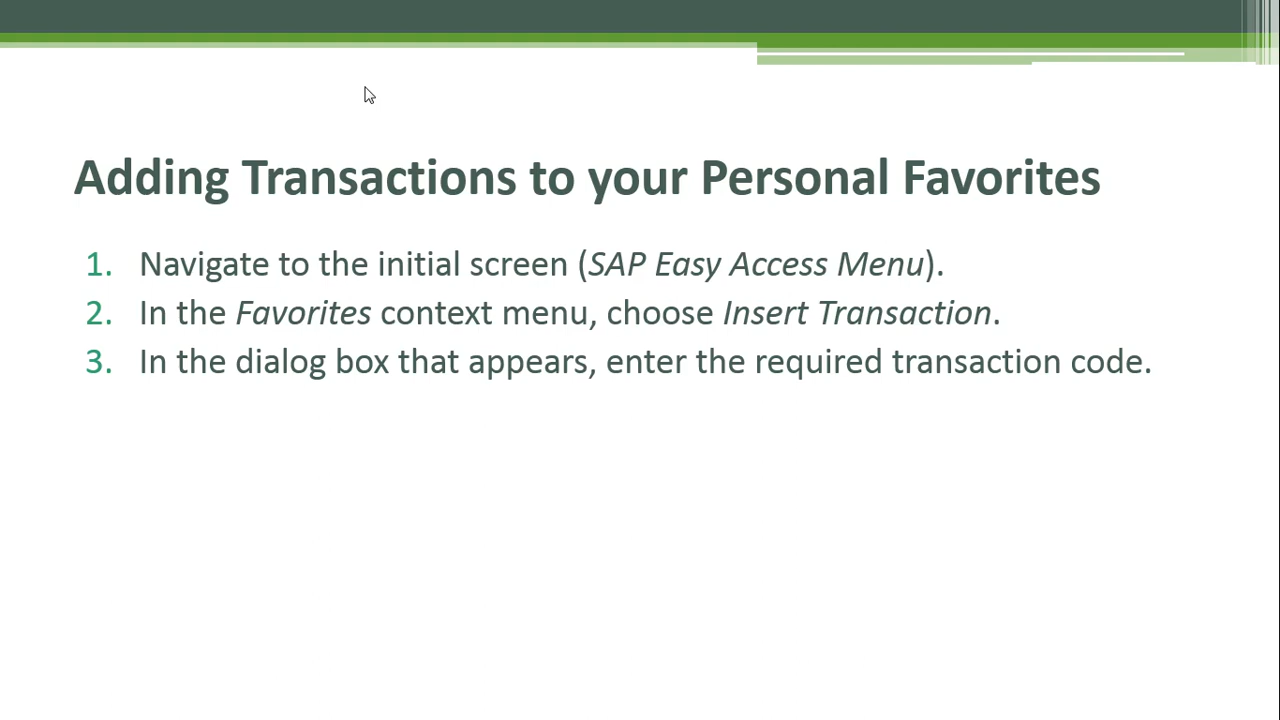 Adding Transactions to your Personal Favorites
1. Navigate to the initial screen (SAP Easy Access Menu).
2. In the Favorites context menu, choose Insert Transaction.
3. In the dialog box that appears, enter the required transaction code.